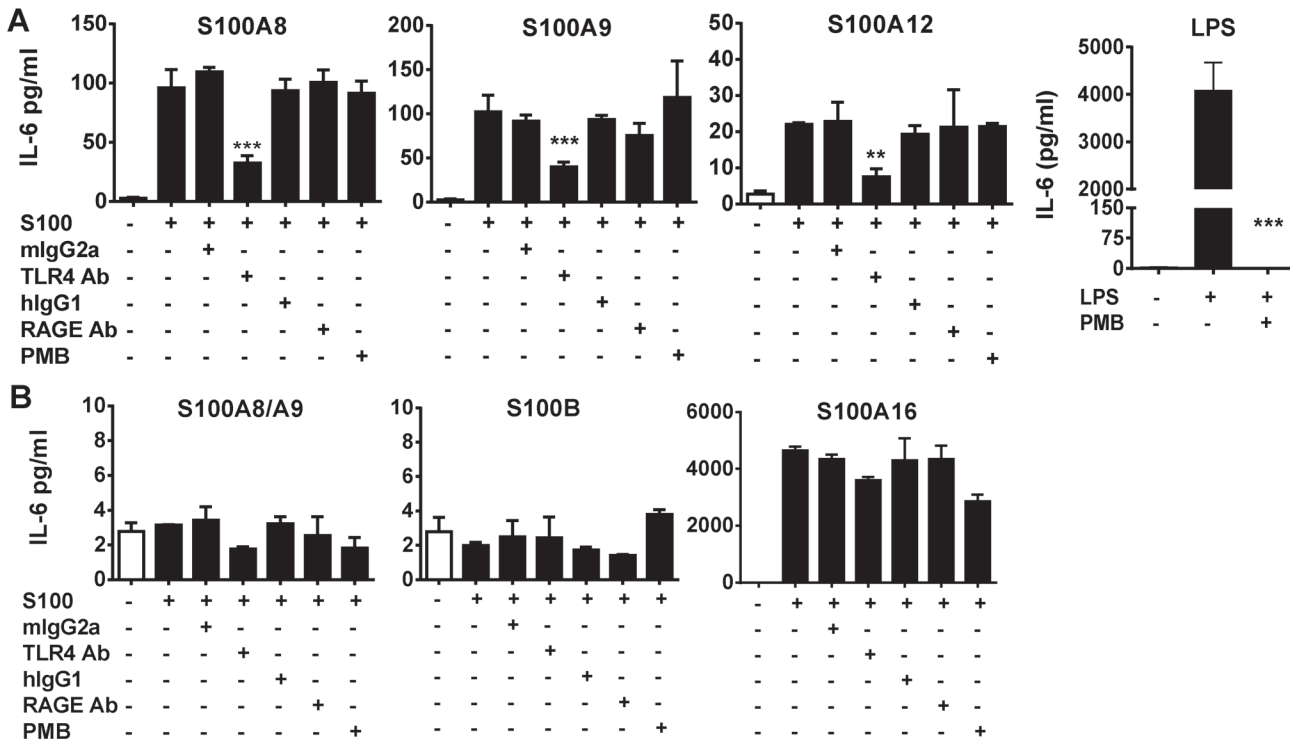 A
S100A8
S100A9
S100A12
LPS
IL-6 pg/ml
150
100
50
0
***
200
150
100
50
0
***
50
40
30
20
10
0
**
IL-6 (pg/ml)
5000
4000
3000
2000
150
75
0
***
S100 - + + + + + + - + + + + + + - + + + + + +
mIgG2a - - + - - - - - - + - - - - - - + - - - -
TLR4 Ab - - - + - - - - - - + - - - - - - + - - -
hIgG1 - - - - + - - - - - - + - - - - - - + - -
RAGE Ab - - - - - + - - - - - - + - - - - - - + -
PMB - - - - - - + - - - - - - + - - - - - - +
LPS - + +
PMB - - +
B
S100A8/A9
S100B
S100A16
IL-6 pg/ml
10
8
6
4
2
0
10
8
6
4
2
0
6000
4000
2000
0
S100 - + + + + + + - + + + + + + - + + + + + +
mIgG2a - - + - - - - - - + - - - - - - + - - - -
TLR4 Ab - - - + - - - - - - + - - - - - - + - - -
hIgG1 - - - - + - - - - - - + - - - - - - + - -
RAGE Ab - - - - - + - - - - - - + - - - - - - + -
PMB - - - - - - + - - - - - - + - - - - - - +